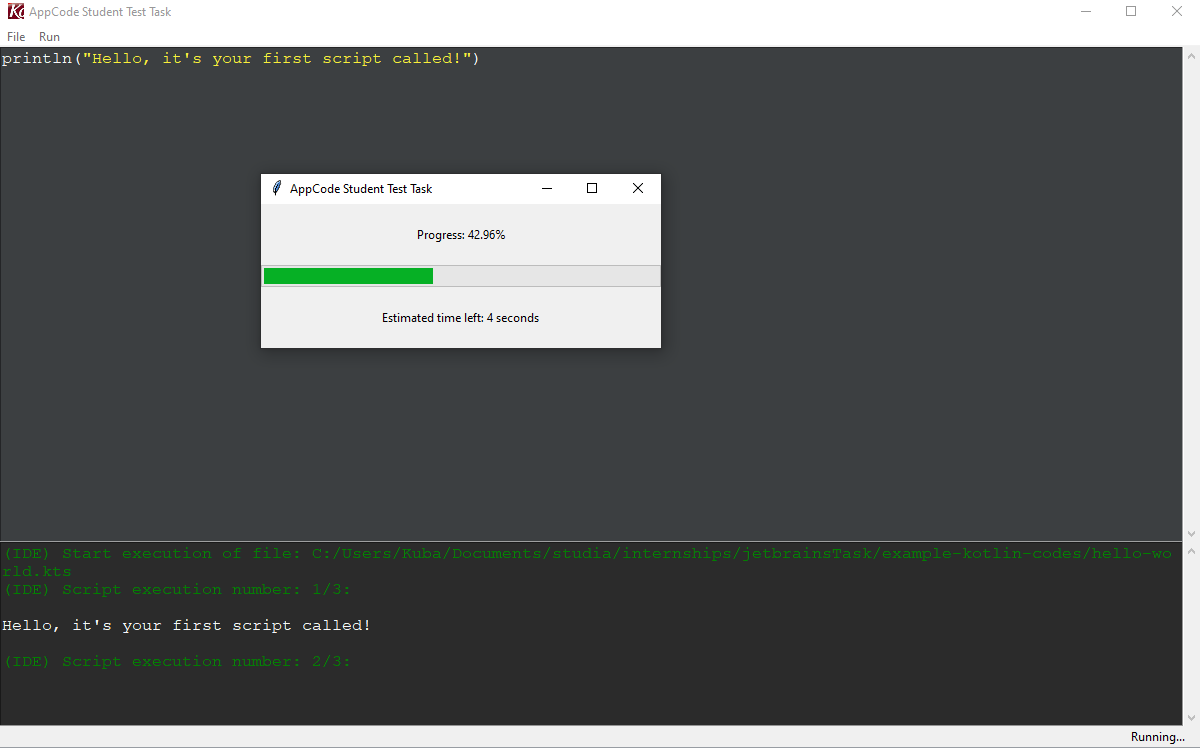 AppCode Student Test Task
File Run
println("Hello, it's your first script called!")
AppCode Student Test Task
Progress: 42.96%
Estimated time left: 4 seconds
(IDE) Start execution of file: C:/Users/Kuba/Documents/studia/internships/jetbrainsTask/example-kotlin-codes/hello-wo
rld.kts
(IDE) Script execution number: 1/3:
Hello, it's your first script called!
(IDE) Script execution number: 2/3:
Running...